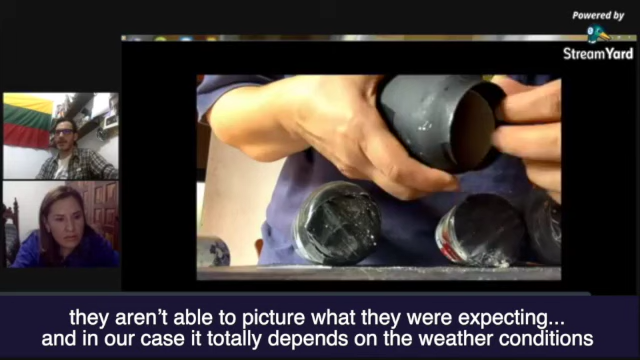 Powered by
StreamYard
they aren't able to picture what they were expecting...
and in our case it totally depends on the weather conditions